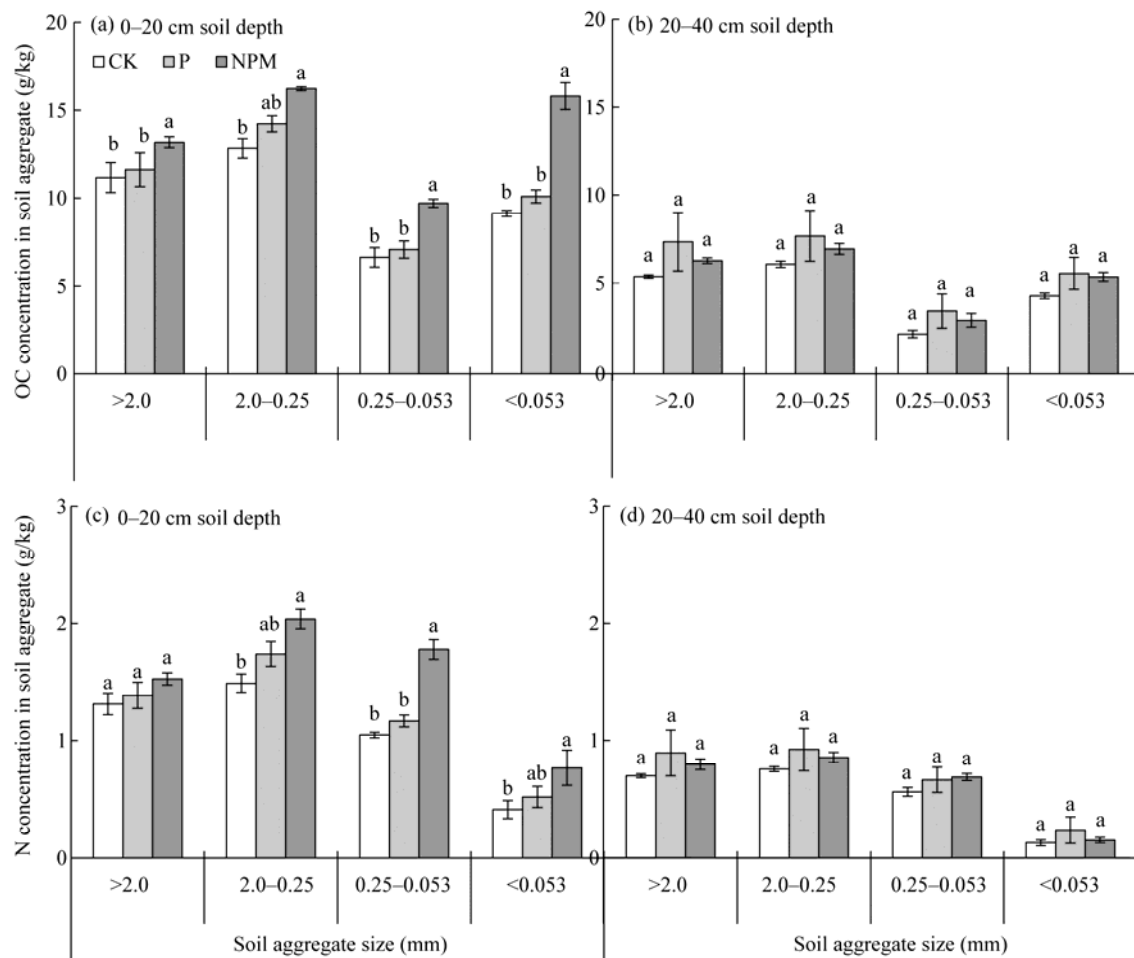 (a) 0–20 cm soil depth
CK P NPM
OC concentration in soil aggregate (g/kg)
20
15
10
5
0
b b a
b ab a
b b a
b b a
>2.0 2.0–0.25 0.25–0.053 <0.053
(b) 20–40 cm soil depth
20
15
10
5
0
a a a
a a a
a a a
a a a
>2.0 2.0–0.25 0.25–0.053 <0.053
(c) 0–20 cm soil depth
N concentration in soil aggregate (g/kg)
3
2
1
0
a a a
b ab a
b b a
b ab a
>2.0 2.0–0.25 0.25–0.053 <0.053
Soil aggregate size (mm)
(d) 20–40 cm soil depth
3
2
1
0
a a a
a a a
a a a
a a a
>2.0 2.0–0.25 0.25–0.053 <0.053
Soil aggregate size (mm)